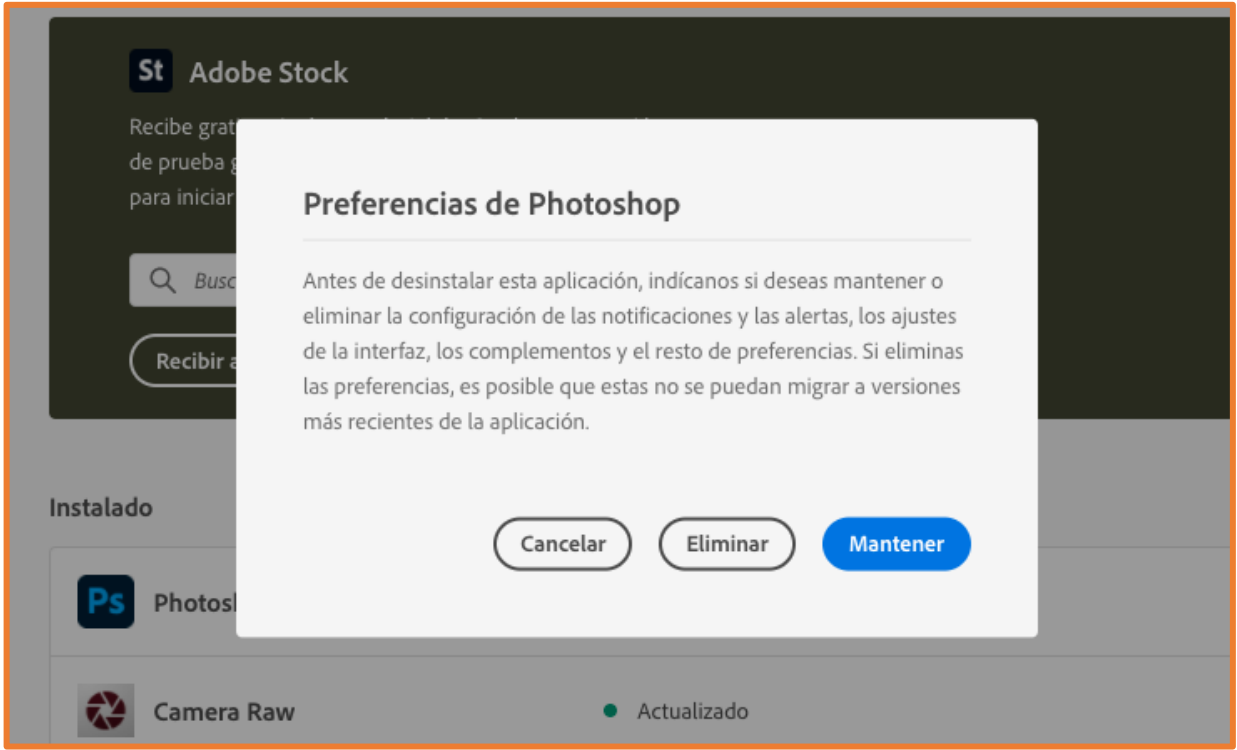 St Adobe Stock
Recibe grat
de prueba g
para iniciar
Busc
Recibir a
Preferencias de Photoshop
Antes de desinstalar esta aplicación, indícanos si deseas mantener o
eliminar la configuración de las notificaciones y las alertas, los ajustes
de la interfaz, los complementos y el resto de preferencias. Si eliminas
las preferencias, es posible que estas no se puedan migrar a versiones
más recientes de la aplicación.
Cancelar Eliminar Mantener
Instalado
Ps Photosh
Camera Raw Actualizado